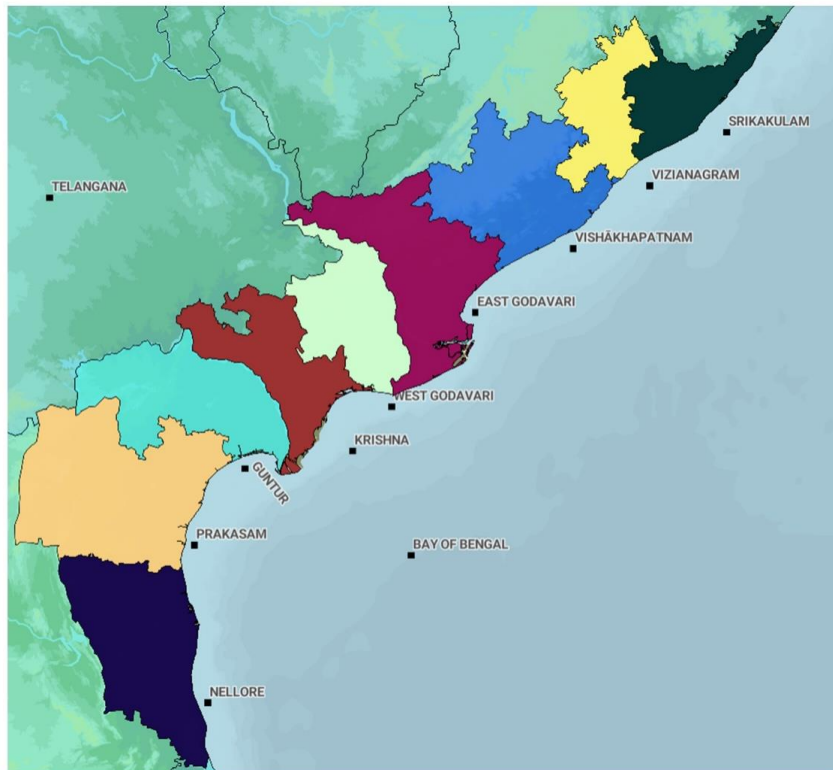 SRIKAKULAM
VIZIANAGRAM
TELANGANA
VISHĀKHAPATNAM
EAST GODAVARI
WEST GODAVARI
KRISHNA
GUNTUR
PRAKASAM
BAY OF BENGAL
NELLORE